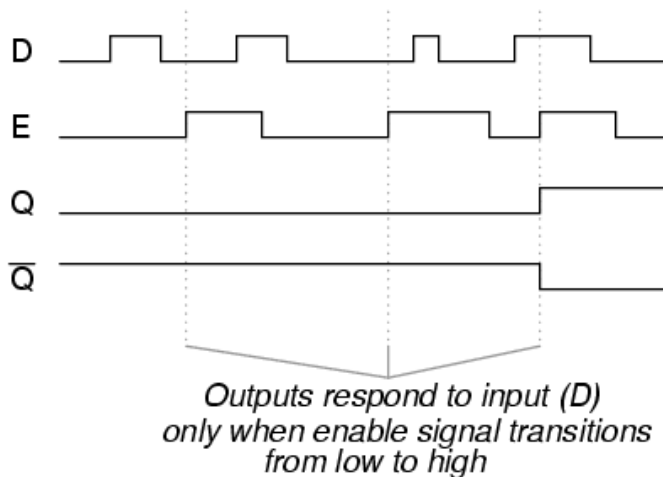 D
E
Q
Q̅
Outputs respond to input (D)
only when enable signal transitions
from low to high